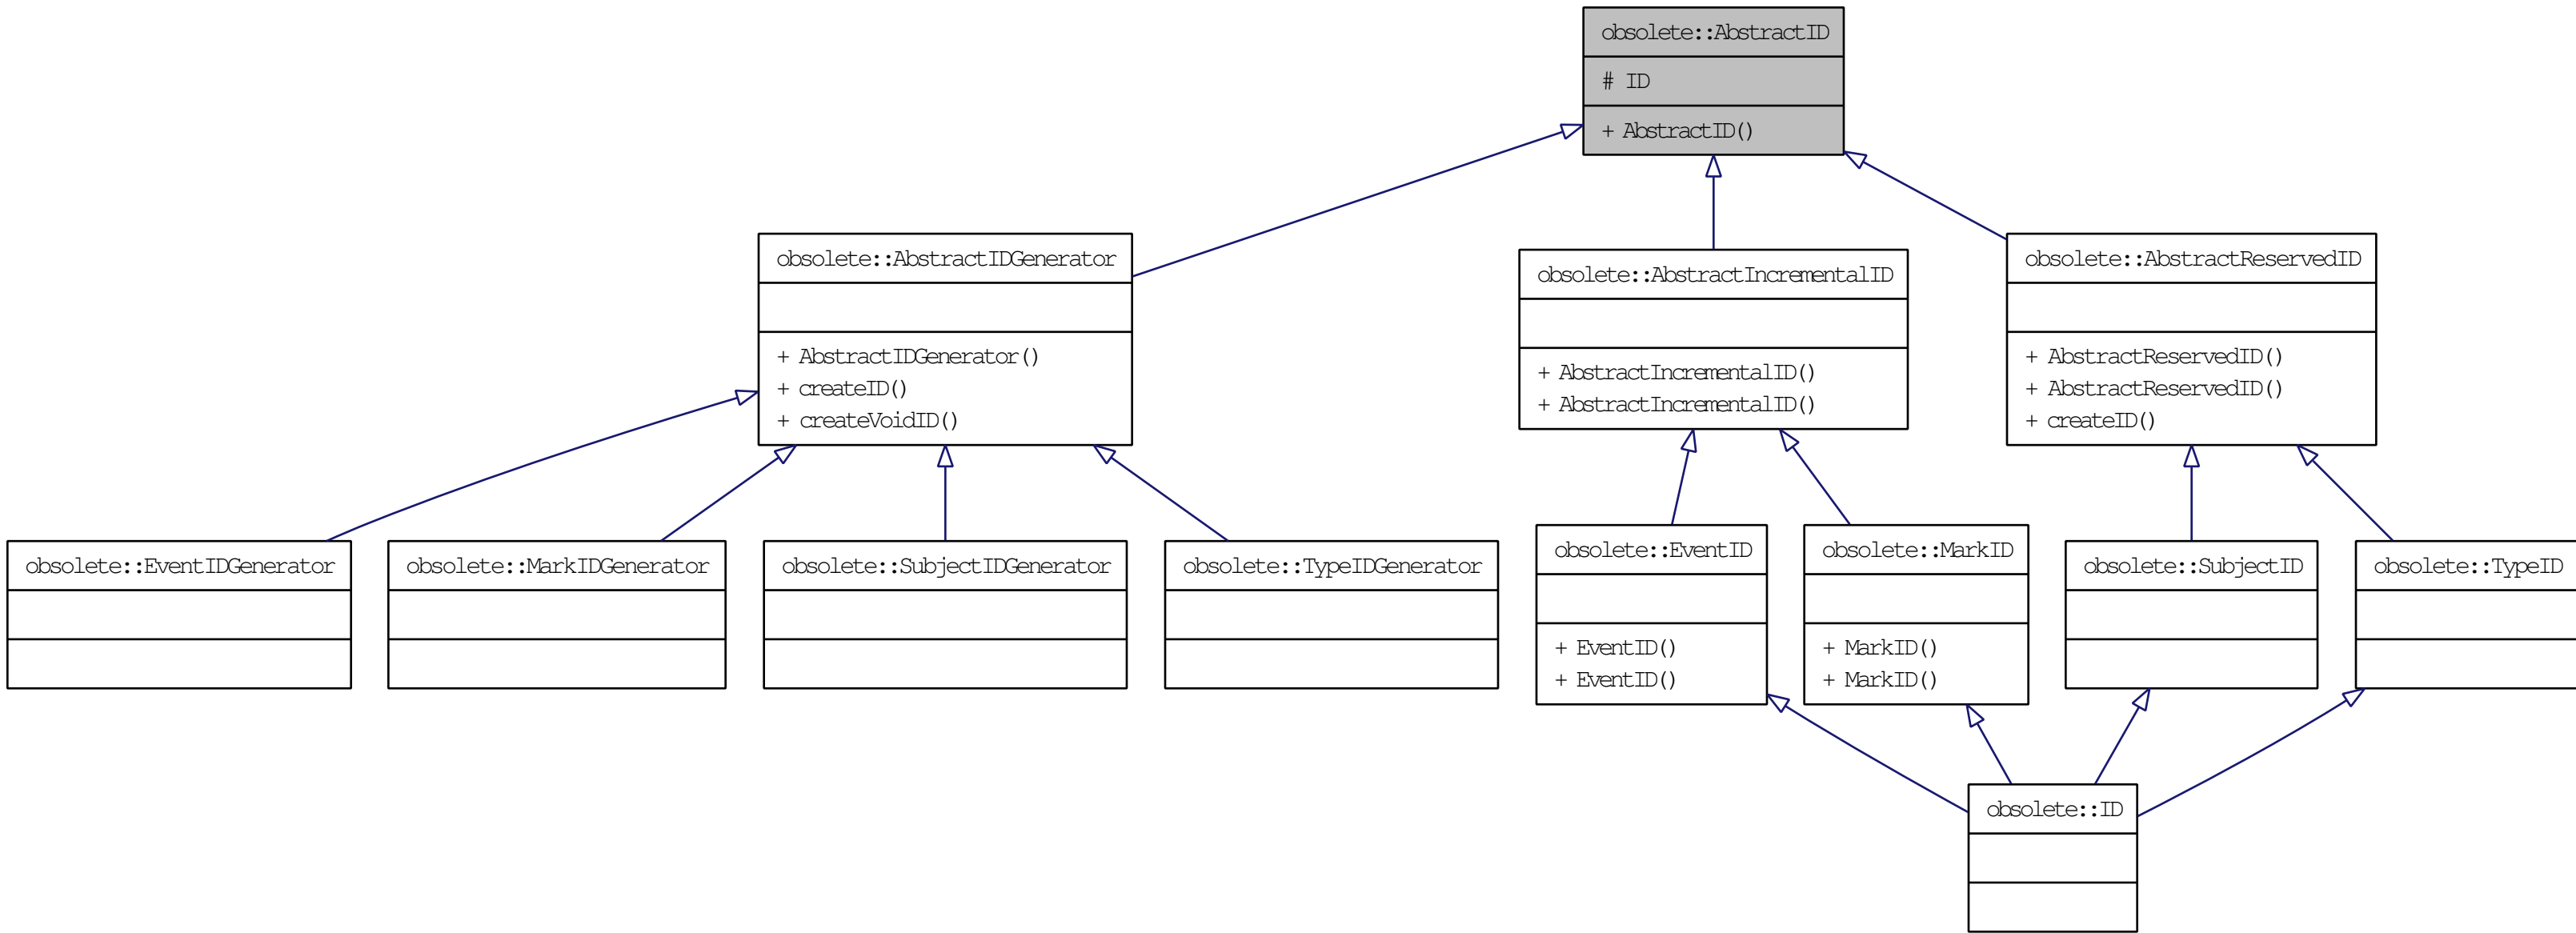 obsolete::AbstractID
# ID
+ AbstractID()
obsolete::AbstractIDGenerator
+ AbstractIDGenerator()
+ createID()
+ createVoidID()
obsolete::AbstractIncrementalID
+ AbstractIncrementalID()
+ AbstractIncrementalID()
obsolete::AbstractReservedID
+ AbstractReservedID()
+ AbstractReservedID()
+ createID()
obsolete::EventIDGenerator
obsolete::MarkIDGenerator
obsolete::SubjectIDGenerator
obsolete::TypeIDGenerator
obsolete::EventID
+ EventID()
+ EventID()
obsolete::MarkID
+ MarkID()
+ MarkID()
obsolete::SubjectID
obsolete::TypeID
obsolete::ID